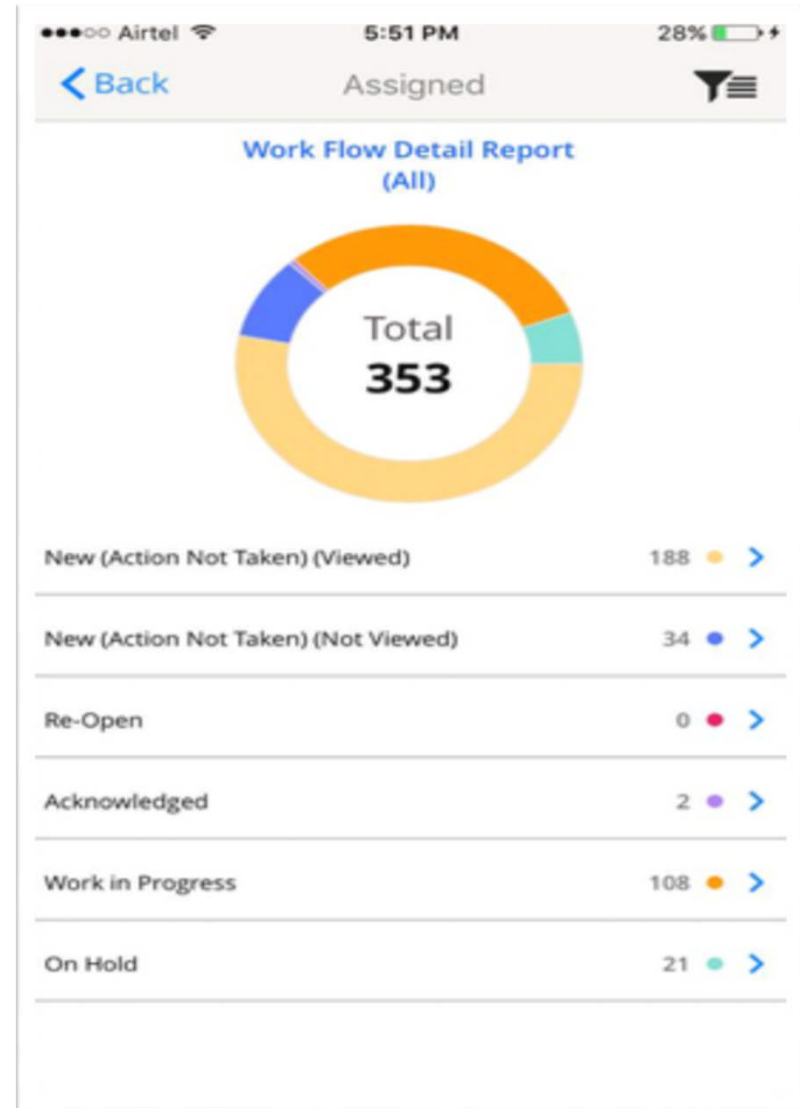 Airtel 5:51 PM 28%
Back Assigned
Work Flow Detail Report
(All)
Total
353
New (Action Not Taken) (Viewed) 188
New (Action Not Taken) (Not Viewed) 34
Re-Open 0
Acknowledged 2
Work in Progress 108
On Hold 21